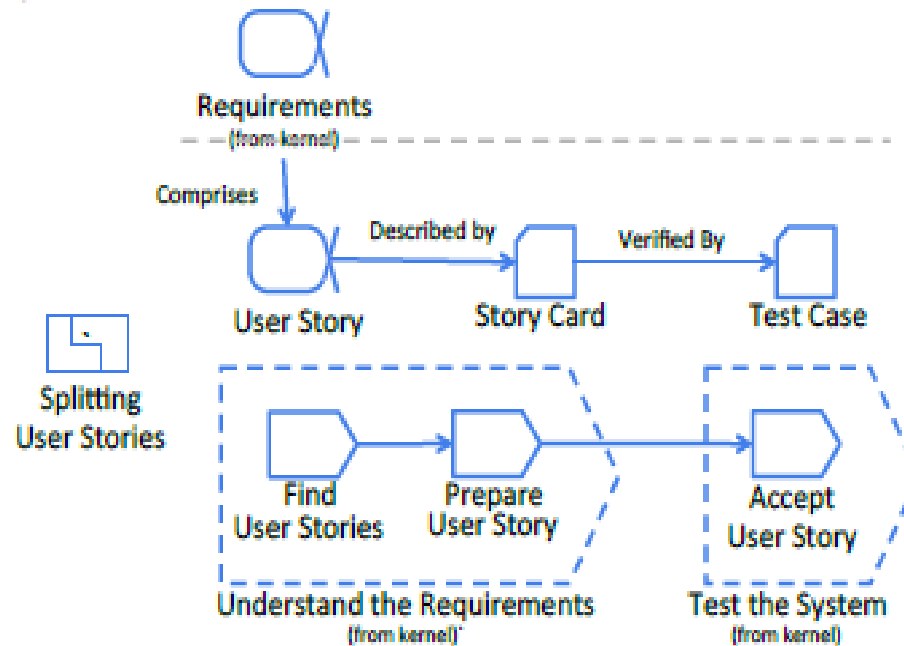 Requirements
(from kernel)
Comprises
Described by
Verified By
User Story
Story Card
Test Case
Splitting
User Stories
Find
User Stories
Prepare
User Story
Accept
User Story
Understand the Requirements
(from kernel)
Test the System
(from kernel)